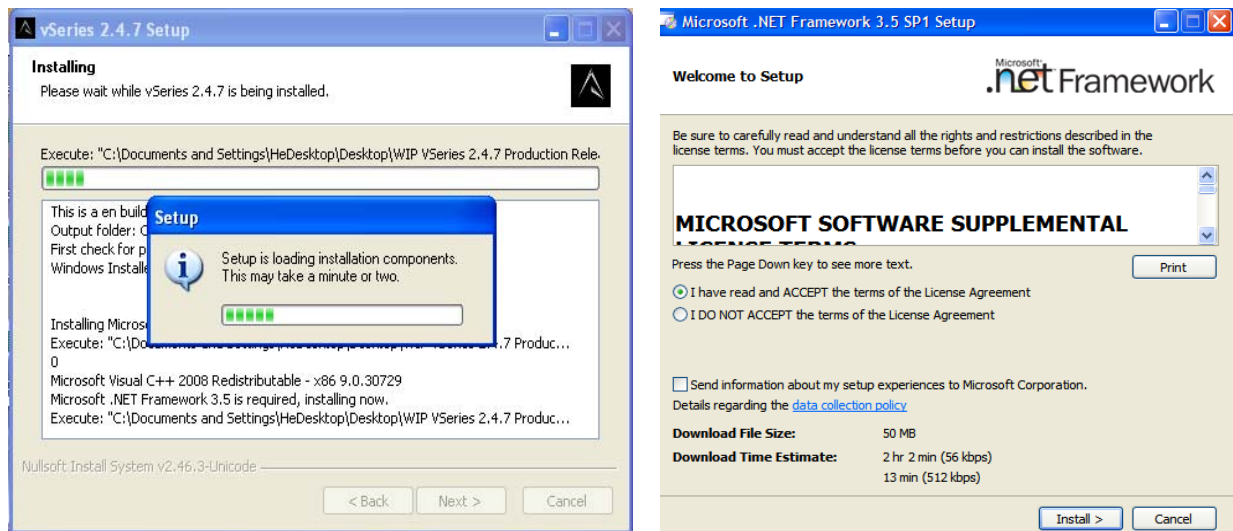 vSeries 2.4.7 Setup
Installing
Please wait while vSeries 2.4.7 is being installed.
Execute: "C:\Documents and Settings\HeDesktop\Desktop\WIP VSeries 2.4.7 Production Rele
This is a en build
Output folder: C
First check for p
Windows Installe
Setup
Setup is loading installation components.
This may take a minute or two.
Installing Micros
Execute: "C:\Do 7 Produc...
0
Microsoft Visual C++ 2008 Redistributable - x86 9.0.30729
Microsoft .NET Framework 3.5 is required, installing now.
Execute: "C:\Documents and Settings\HeDesktop\Desktop\WIP VSeries 2.4.7 Produc...
Nullsoft Install System v2.46.3-Unicode
< Back Next > Cancel
Microsoft .NET Framework 3.5 SP1 Setup
Welcome to Setup
Microsoft
.net Framework
Be sure to carefully read and understand all the rights and restrictions described in the
license terms. You must accept the license terms before you can install the software.
MICROSOFT SOFTWARE SUPPLEMENTAL
LICENSE TERMS
Press the Page Down key to see more text.
Print
I have read and ACCEPT the terms of the License Agreement
I DO NOT ACCEPT the terms of the License Agreement
Send information about my setup experiences to Microsoft Corporation.
Details regarding the data collection policy
Download File Size: 50 MB
Download Time Estimate: 2 hr 2 min (56 kbps)
13 min (512 kbps)
Install > Cancel